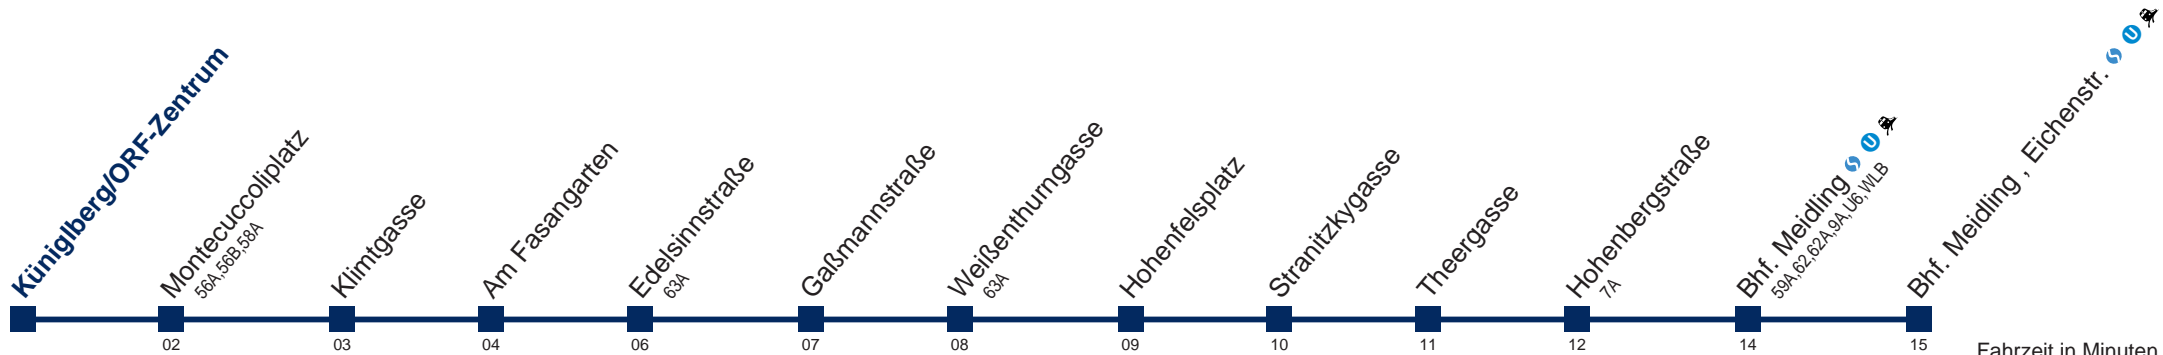 Küniglberg/ORF-Zentrum
Montecuccoliplatz
56A,56B,58A
Klimtgasse
Am Fasangarten
Edelsinnstraße
63A
Gaßmannstraße
Weißenthurngasse
63A
Hohenfelsplatz
Stranitzkygasse
Theergasse
Hohenbergstraße
7A
Bhf. Meidling S U
59A,62,62A,9A,U6,WLB
Bhf. Meidling , Eichenstr. S U
02 03 04 06 07 08 09 10 11 12 14 15
Fahrzeit in Minuten